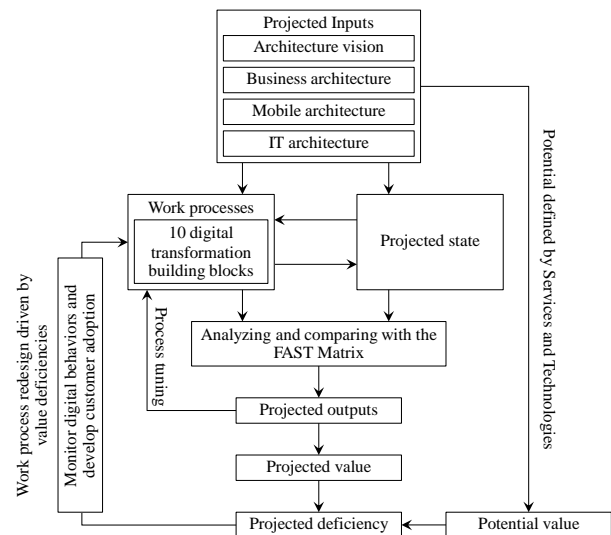 Projected Inputs
Architecture vision
Business architecture
Mobile architecture
IT architecture
Work processes
10 digital
transformation
building blocks
Projected state
Potential defined by Services and Technologies
Analyzing and comparing with the
FAST Matrix
Process tuning
Projected outputs
Projected value
Projected deficiency
Potential value
Work process redesign driven by
value deficiencies
Monitor digital behaviors and
develop customer adoption